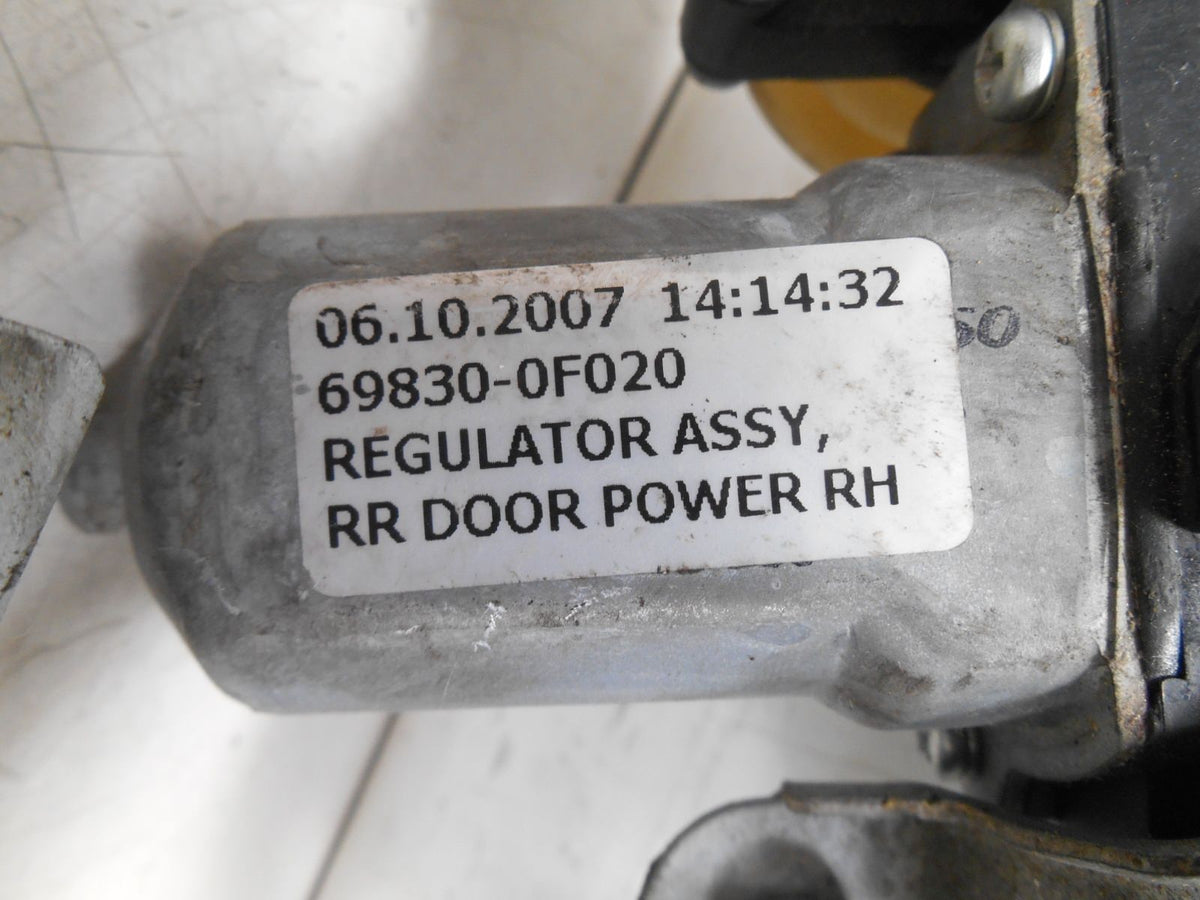 06.10.2007 14:14:32
69830-0F020
REGULATOR ASSY,
RR DOOR POWER RH